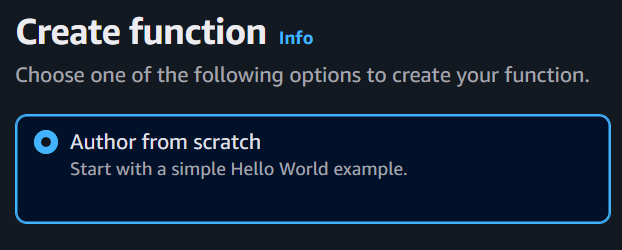 Create function Info
Choose one of the following options to create your function.
Author from scratch
Start with a simple Hello World example.